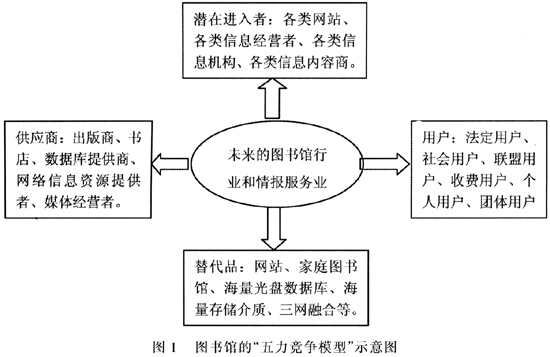 潜在进入者：各类网站、
各类信息经营者、各类信
息机构、各类信息内容商。
供应商：出版商、书
店、数据库提供商、
网络信息资源提供
者、媒体经营者。
未来的图书馆行
业和情报服务业
用户：法定用户、
社会用户、联盟用
户、收费用户、个
人用户、团体用户
替代品：网站、家庭图书
馆、海量光盘数据库、海
量存储介质、三网融合等。
图 1 图书馆的“五力竞争模型”示意图